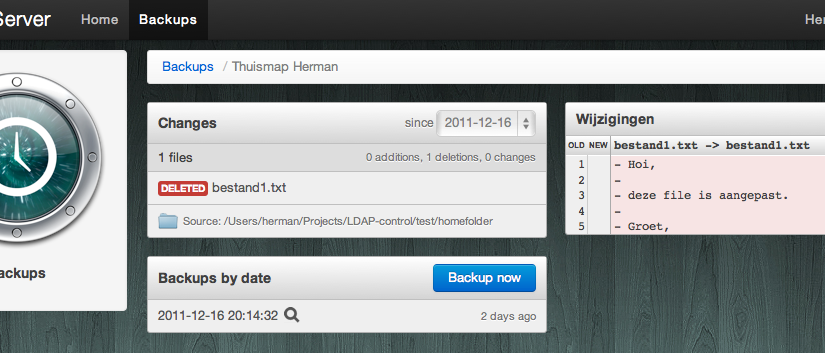 Server Home Backups
Backups / Thuismap Herman
Changes since 2011-12-16
1 files 0 additions, 1 deletions, 0 changes
DELETED bestand1.txt
Source: /Users/herman/Projects/LDAP-control/test/homefolder
Backups by date Backup now
2011-12-16 20:14:32 2 days ago
Wijzigingen
OLD NEW bestand1.txt -> bestand1.txt
1 - Hoi,
2 -
3 - deze file is aangepast.
4 -
5 - Groet,